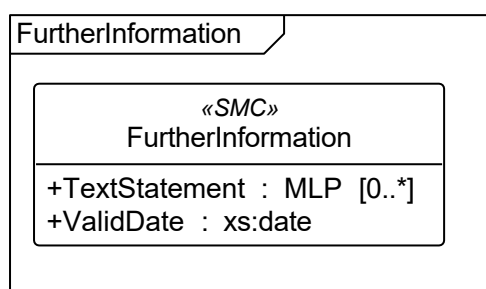 FurtherInformation
«SMC»
FurtherInformation
+TextStatement : MLP [0..*]
+ValidDate : xs:date